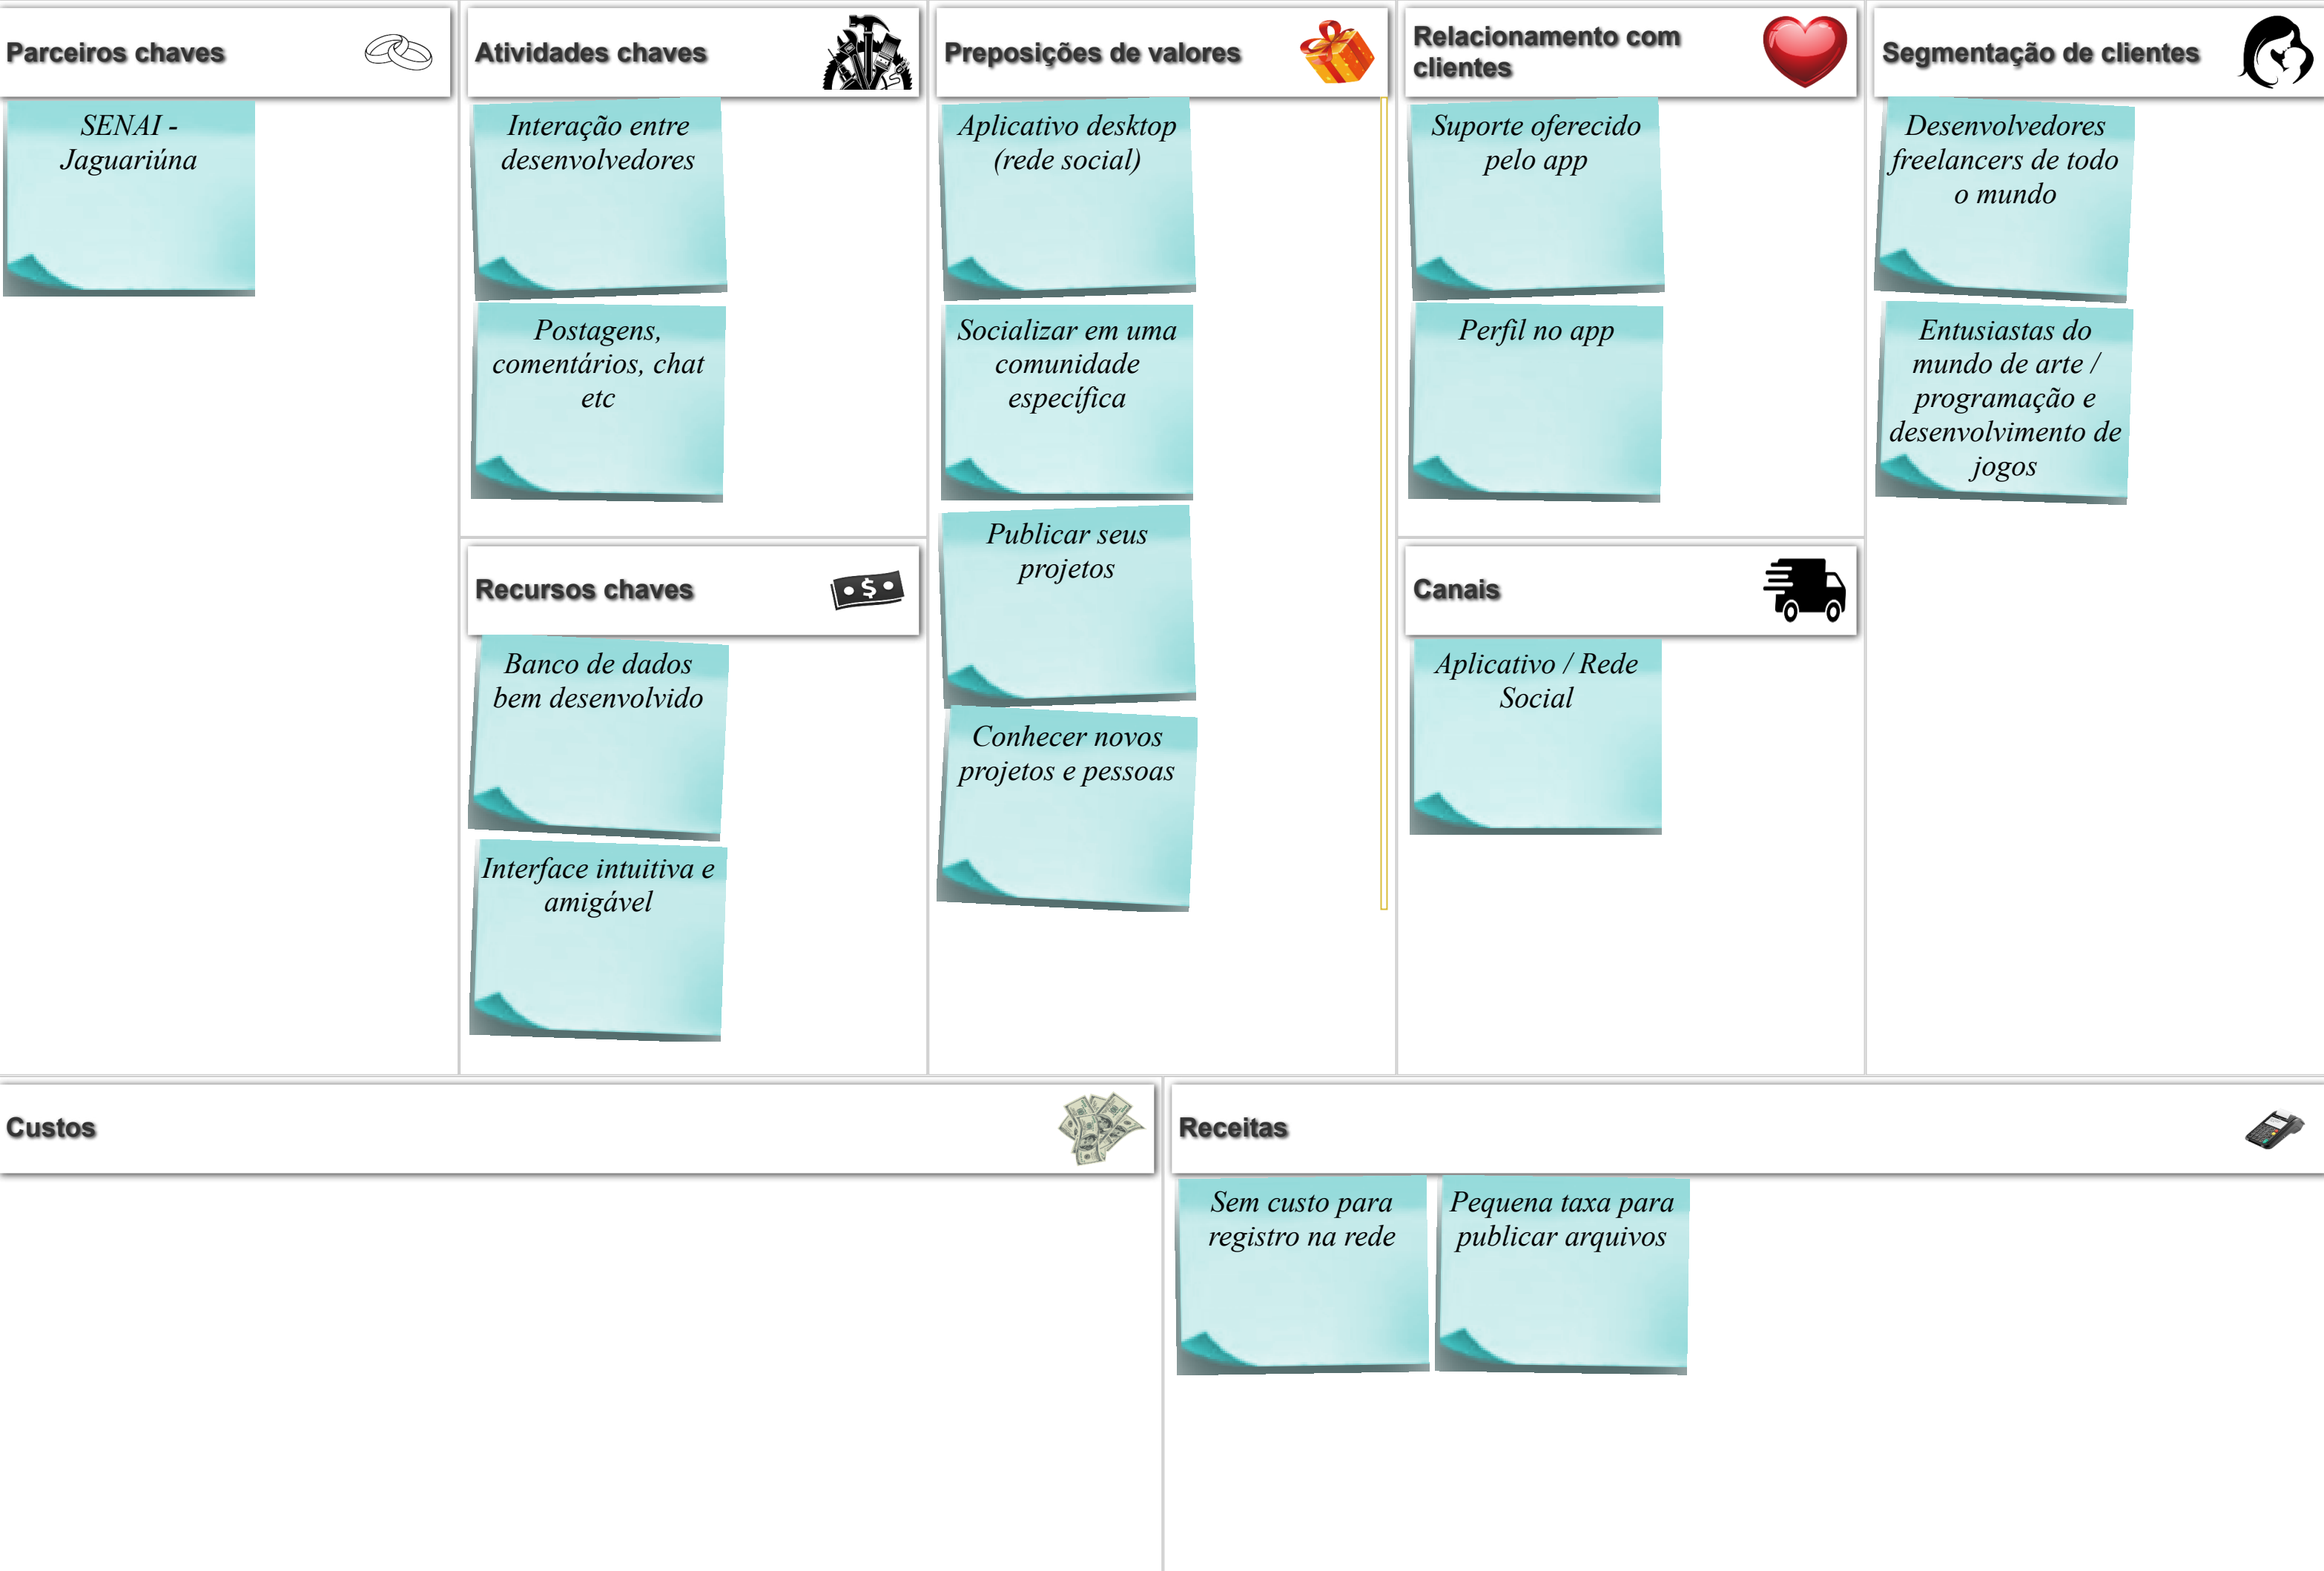 Parceiros chaves
SENAI -
Jaguariúna
Atividades chaves
Interação entre
desenvolvedores
Postagens,
comentários, chat
etc
Recursos chaves
$
Banco de dados
bem desenvolvido
Interface intuitiva e
amigável
Preposições de valores
Aplicativo desktop
(rede social)
Socializar em uma
comunidade
específica
Publicar seus
projetos
Conhecer novos
projetos e pessoas
Relacionamento com
clientes
Suporte oferecido
pelo app
Perfil no app
Canais
Aplicativo / Rede
Social
Segmentação de clientes
Desenvolvedores
freelancers de todo
o mundo
Entusiastas do
mundo de arte /
programação e
desenvolvimento de
jogos
Custos
Receitas
Sem custo para
registro na rede
Pequena taxa para
publicar arquivos